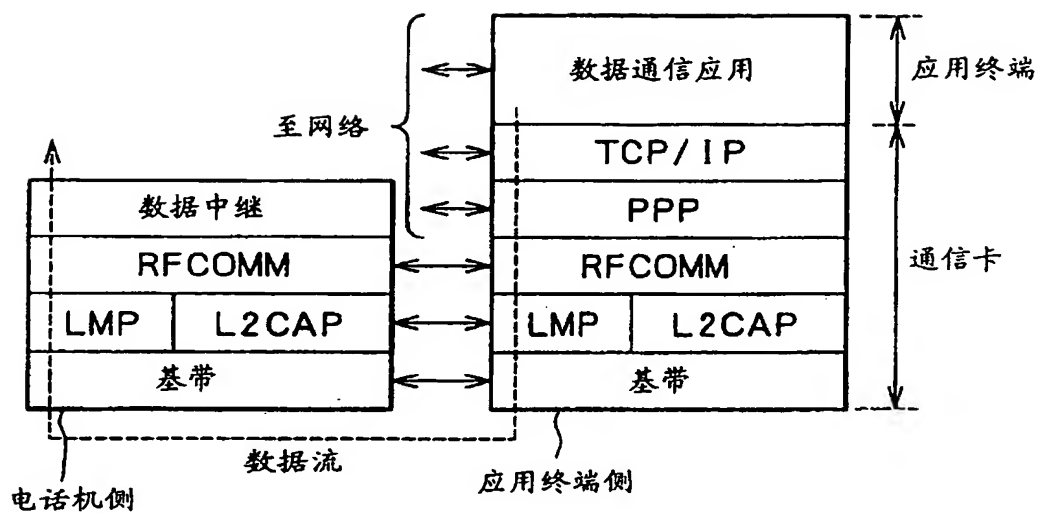 数据通信应用
应用终端
至网络
TCP/IP
数据中继
PPP
RFCOMM
RFCOMM
通信卡
LMP
L2CAP
LMP
L2CAP
基带
基带
数据流
电话机侧
应用终端侧